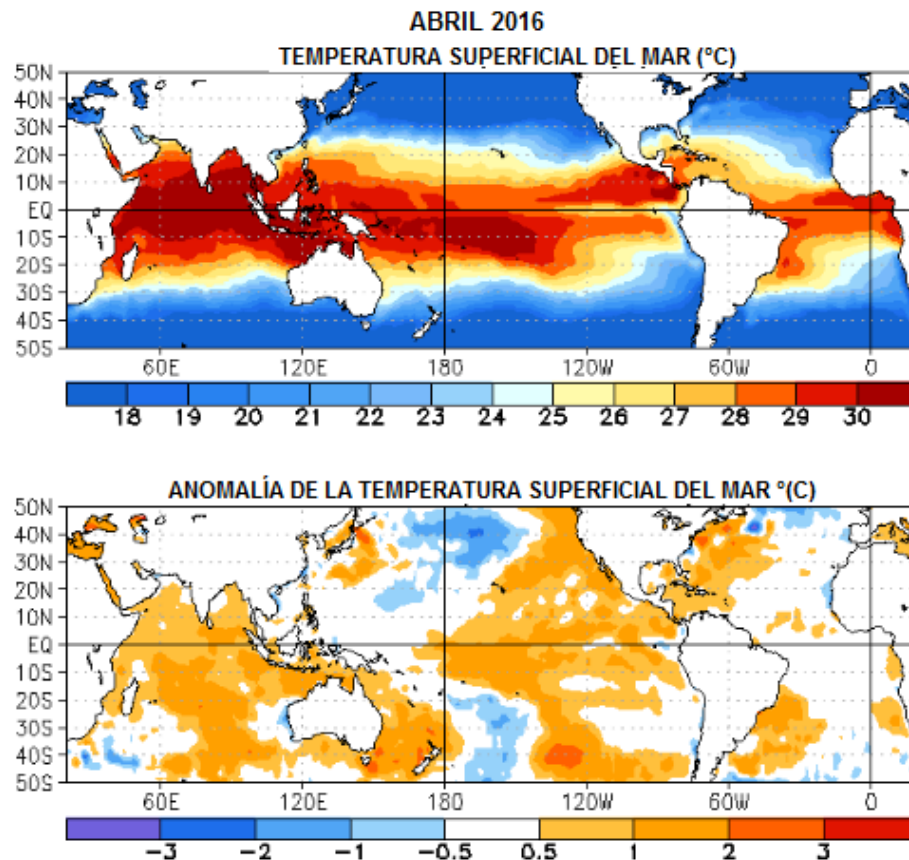 ABRIL 2016
TEMPERATURA SUPERFICIAL DEL MAR (°C)
50N
40N
30N
20N
10N
EQ
10S
20S
30S
40S
50S
60E 120E 180 120W 60W 0
18 19 20 21 22 23 24 25 26 27 28 29 30
ANOMALÍA DE LA TEMPERATURA SUPERFICIAL DEL MAR °(C)
50N
40N
30N
20N
10N
EQ
10S
20S
30S
40S
50S
60E 120E 180 120W 60W 0
-3 -2 -1 -0.5 0.5 1 2 3